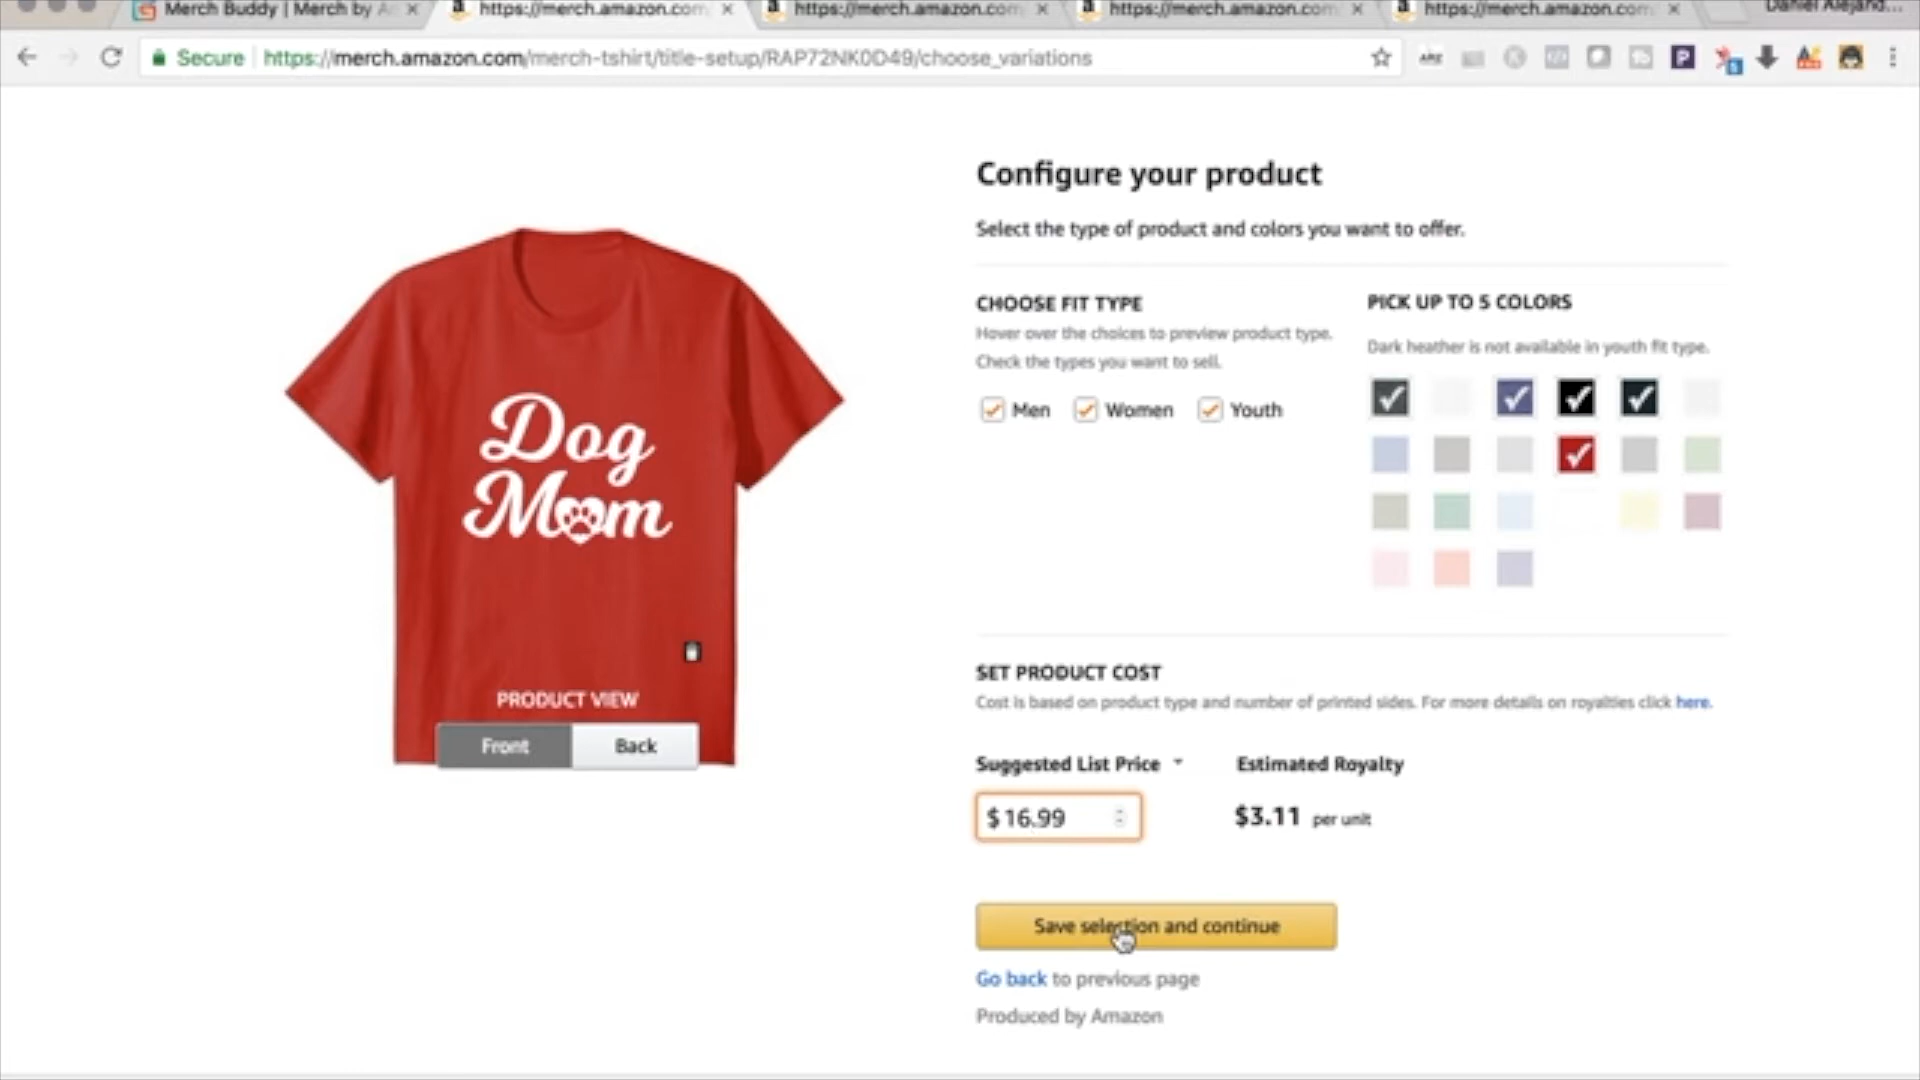 Merch Buddy | Merch by A
https://merch.amazon.com
https://merch.amazon.com
https://merch.amazon.com
https://merch.amazon.com
Daniel Alejand...
Secure
https://merch.amazon.com/merch-tshirt/title-setup/RAP72NK0D49/choose_variations
Configure your product
Select the type of product and colors you want to offer.
CHOOSE FIT TYPE
Hover over the choices to preview product type.
Check the types you want to sell.
Men
Women
Youth
PICK UP TO 5 COLORS
Dark heather is not available in youth fit type.
Dog
Mom
PRODUCT VIEW
Front
Back
SET PRODUCT COST
Cost is based on product type and number of printed sides. For more details on royalties click here.
Suggested List Price
Estimated Royalty
$ 16.99
$3.11 per unit
Save selection and continue
Go back to previous page
Produced by Amazon